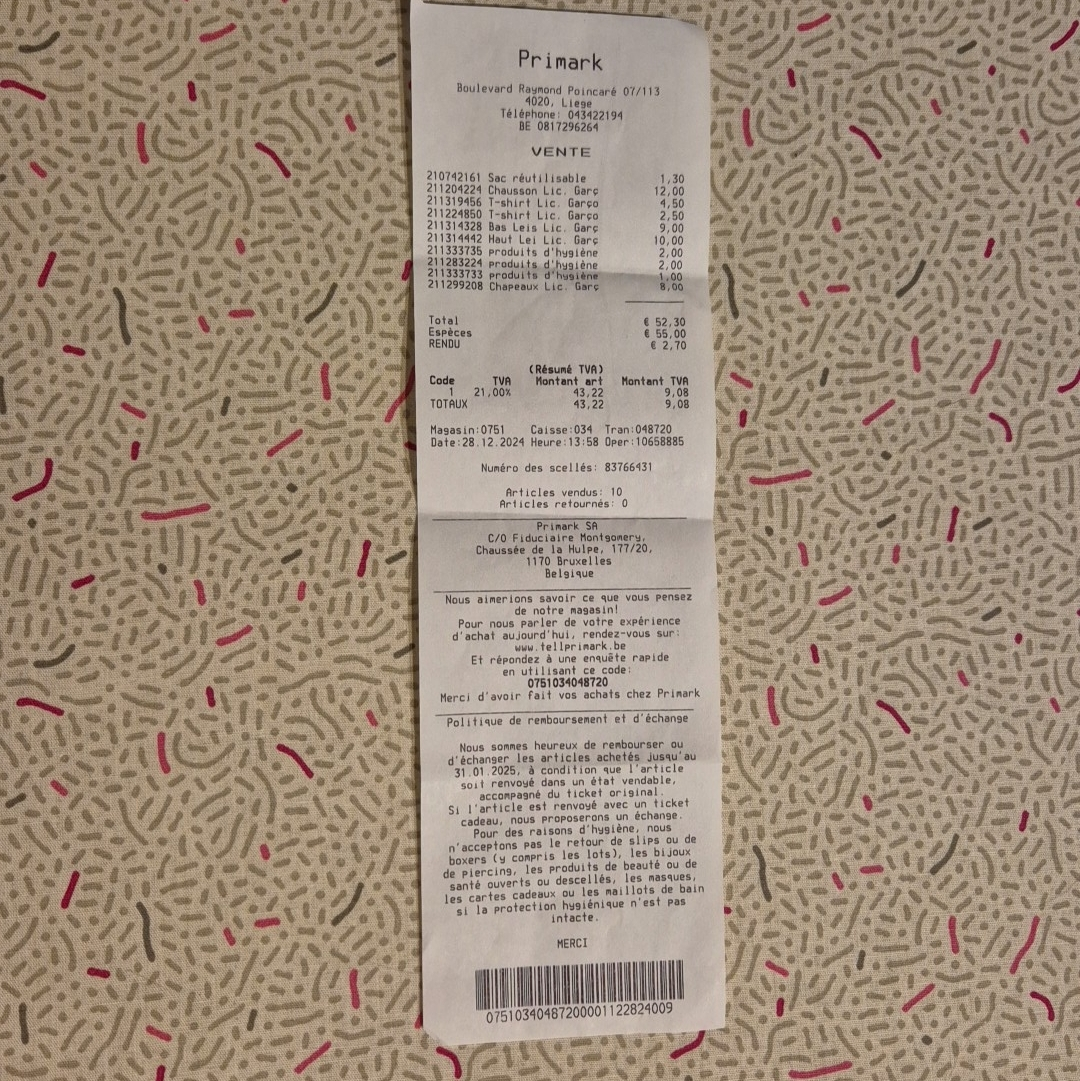 Primark
Boulevard Raymond Poincaré 07/113
4020, Liege
Téléphone: 043422194
BE 0817296264
VENTE
210742161 Sac réutilisable 1,30
211204224 Chausson Lic. Garç 12,00
211319456 T-shirt Lic. Garço 4,50
211224850 T-shirt Lic. Garço 2,50
211314328 Bas Leis Lic. Garç 9,00
211314442 Haut Lei Lic. Garç 10,00
211333735 produits d'hygiène 2,00
211283224 produits d'hygiène 2,00
211333733 produits d'hygiène 1,00
211299208 Chapeaux Lic. Garç 8,00
Total € 52,30
Espèces € 55,00
RENDU € 2,70
(Résumé TVA)
Code TVA Montant art Montant TVA
1 21,00% 43,22 9,08
TOTAUX 43,22 9,08
Magasin:0751 Caisse:034 Tran:048720
Date:28.12.2024 Heure:13:58 Oper:10658885
Numéro des scellés: 83766431
Articles vendus: 10
Articles retournés: 0
Primark SA
C/O Fiduciaire Montgomery,
Chaussée de la Hulpe, 177/20,
1170 Bruxelles
Belgique
Nous aimerions savoir ce que vous pensez
de notre magasin!
Pour nous parler de votre expérience
d'achat aujourd'hui, rendez-vous sur:
www.tellprimark.be
Et répondez à une enquête rapide
en utilisant ce code:
0751034048720
Merci d'avoir fait vos achats chez Primark
Politique de remboursement et d'échange
Nous sommes heureux de rembourser ou
d'échanger les articles achetés jusqu'au
31.01.2025, à condition que l'article
soit renvoyé dans un état vendable,
accompagné du ticket original.
Si l'article est renvoyé avec un ticket
cadeau, nous proposerons un échange.
Pour des raisons d'hygiène, nous
n'acceptons pas le retour de slips ou de
boxers (y compris les lots), les bijoux
de piercing, les produits de beauté ou de
santé ouverts ou descellés, les masques,
les cartes cadeaux ou les maillots de bain
si la protection hygiénique n'est pas
intacte.
MERCI
07510340487200001122824009